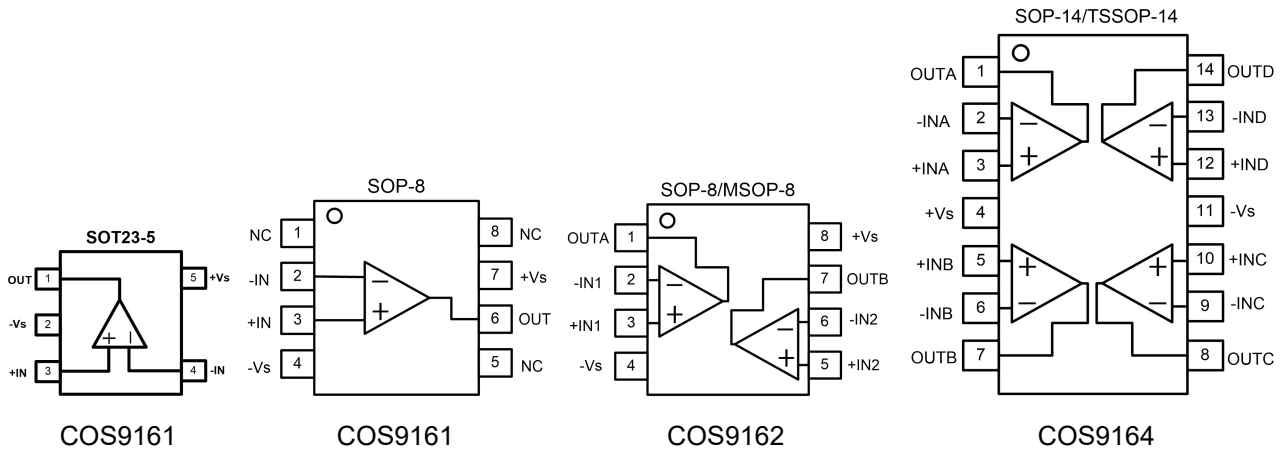 SOT23-5
OUT 1 5 +Vs
-Vs 2
+ −
+IN 3 4 -IN
COS9161
SOP-8
NC 1 8 NC
-IN 2 7 +Vs
−
+
+IN 3 6 OUT
-Vs 4 5 NC
COS9161
SOP-8/MSOP-8
OUTA 1 8 +Vs
-IN1 2 7 OUTB
−
+
+IN1 3 6 -IN2
−
+
-Vs 4 5 +IN2
COS9162
SOP-14/TSSOP-14
OUTA 1 14 OUTD
-INA 2 13 -IND
− −
+ +
+INA 3 12 +IND
+Vs 4 11 -Vs
+INB 5 10 +INC
+ +
− −
-INB 6 9 -INC
OUTB 7 8 OUTC
COS9164